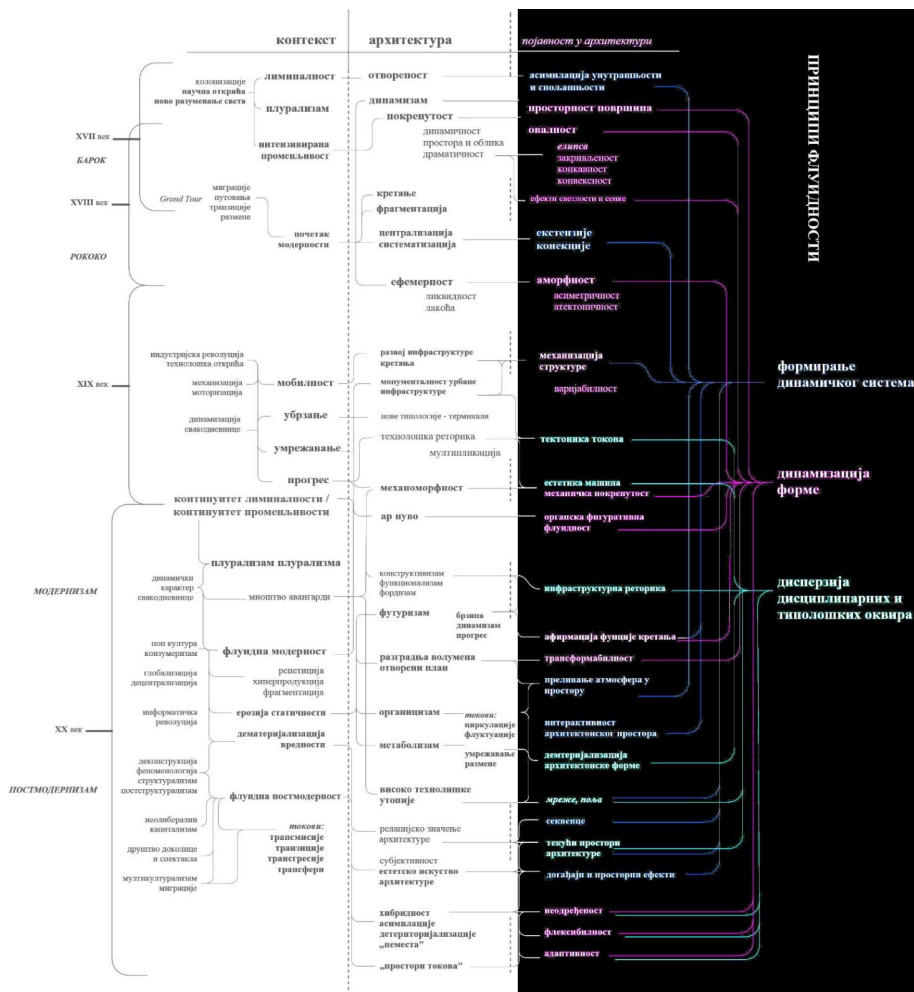 контекст
архитектура
појавност у архитектури
ПРИНЦИПИ ФЛУИДНОСТИ
XVII век
БАРОК
XVIII век
РОКОКО
XIX век
МОДЕРНИЗАМ
XX век
ПОСТМОДЕРНИЗАМ
колонизације
научна открића
ново разумевање света
лиминалност
плурализам
интензивирана
променљивост
Grand Tour
миграције
путовања
транзиције
размене
почетак
модерности
индустријска револуција
технолошка открића
механизација
моторизација
динамизација
свакодневнице
мобилност
убрзање
умрежавање
прогрес
континуитет лиминалности /
континуитет променљивости
плурализам плурализма
динамички
карактер
свакодневнице
мноштво авангарди
поп култура
конзумеризам
глобализација
децентрализација
информатичка
револуција
флуидна модерност
репетиција
хиперпродукција
фрагментација
ерозија статичности
дематеријализација
вредности
деконструкција
феноменологија
структурализам
постструктурализам
неолиберални
капитализам
друштво доколице
и спектакла
мултикултурализам
миграције
флуидна постмодерност
токови:
трансмисије
транзиције
трансгресије
трансфери
отвореност
динамизам
покренутост
динамичност
простора и облика
драматичност
кретање
фрагментација
централизација
систематизација
ефемерност
ликвидност
лакоћа
развој инфраструктуре
кретања
монументалност урбане
инфраструктуре
нове типологије - терминали
технолошка реторика
мултипликација
механоморфност
ар нуво
конструктивизам
функционализам
фордизам
футуризам
брзина
динамизам
прогрес
разградња волумена
отворени план
органицизам
токови:
циркулације
флуктуације
метаболизам
умрежавање
размене
високо технолишке
утопије
релацијско значење
архитектуре
субјективност
естетско искуство
архитектуре
хибридност
асимилације
детериторијализације
„неместа"
„простори токова"
асимилација унутрашњости
и спољашњости
просторност површина
овалност
елипса
закривљеност
конкавност
конвексност
ефекти светлости и сенке
екстензије
конекције
аморфност
асиметричност
атектоничност
механизација
структуре
варијабилност
тектоника токова
естетика машина
механичка покренутост
органска фигуративна
флуидност
инфраструктурна реторика
афирмација фунције кретања
трансформабилност
преливање атмосфера у
простору
интерактивност
архитектонског простора
демтеријализација
архитектонске форме
мреже, поља
секвенце
текући простори
архитектуре
догађаји и просторни ефекти
неодређеност
флексибилност
адаптивност
формирање
динамичког система
динамизација
форме
дисперзија
дисциплинарних и
типолошких оквира